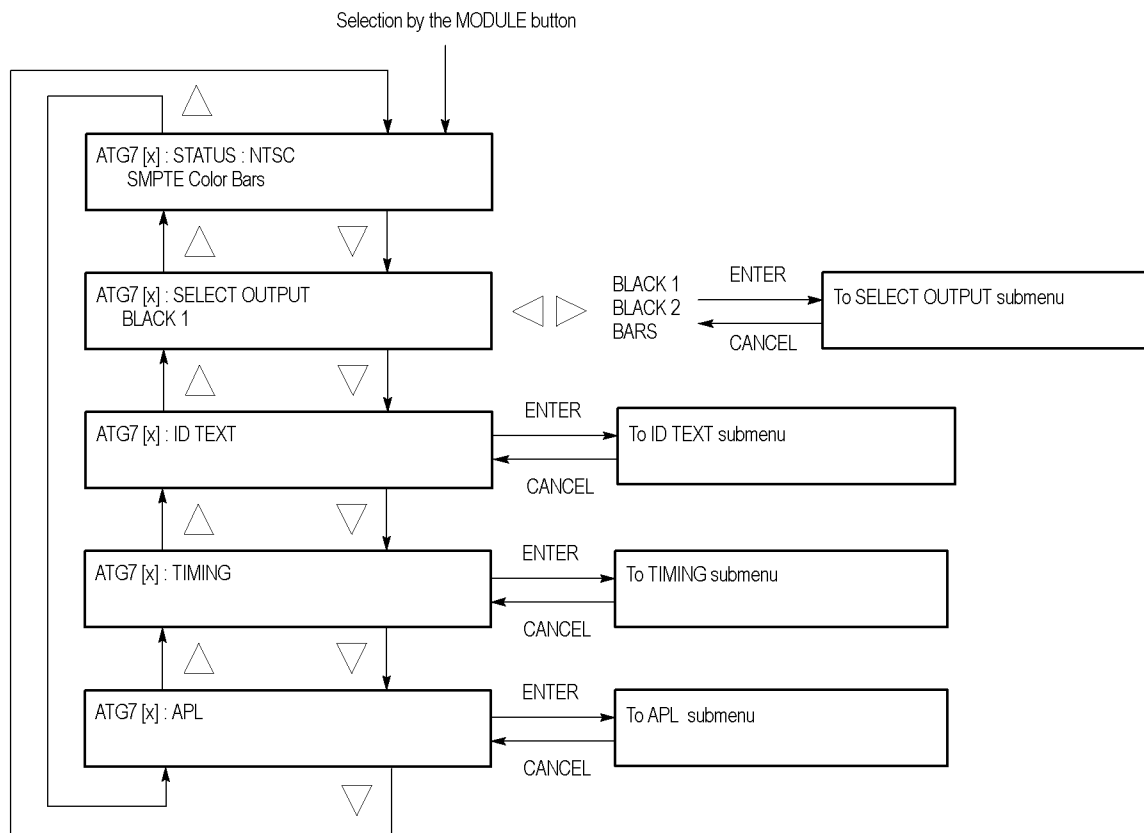 Selection by the MODULE button
ATG7 [x] : STATUS : NTSC
SMPTE Color Bars
ATG7 [x] : SELECT OUTPUT
BLACK 1
BLACK 1
BLACK 2
BARS
ENTER
CANCEL
To SELECT OUTPUT submenu
ATG7 [x] : ID TEXT
ENTER
CANCEL
To ID TEXT submenu
ATG7 [x] : TIMING
ENTER
CANCEL
To TIMING submenu
ATG7 [x] : APL
ENTER
CANCEL
To APL submenu